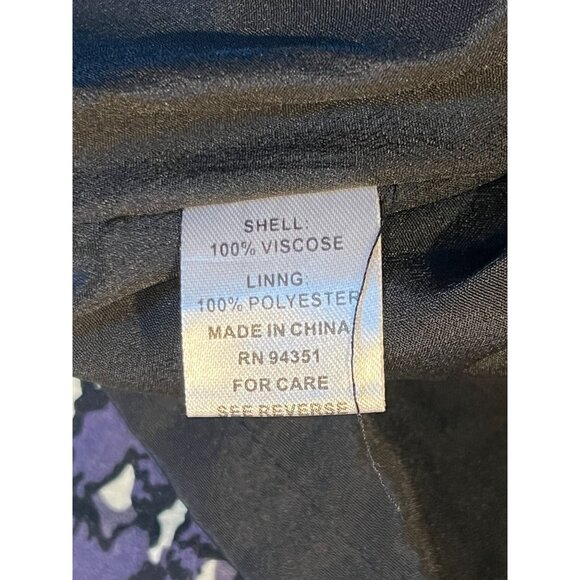 SHELL:
100% VISCOSE
LINNG
100% POLYESTER
MADE IN CHINA
RN 94351
FOR CARE
SEE REVERSE